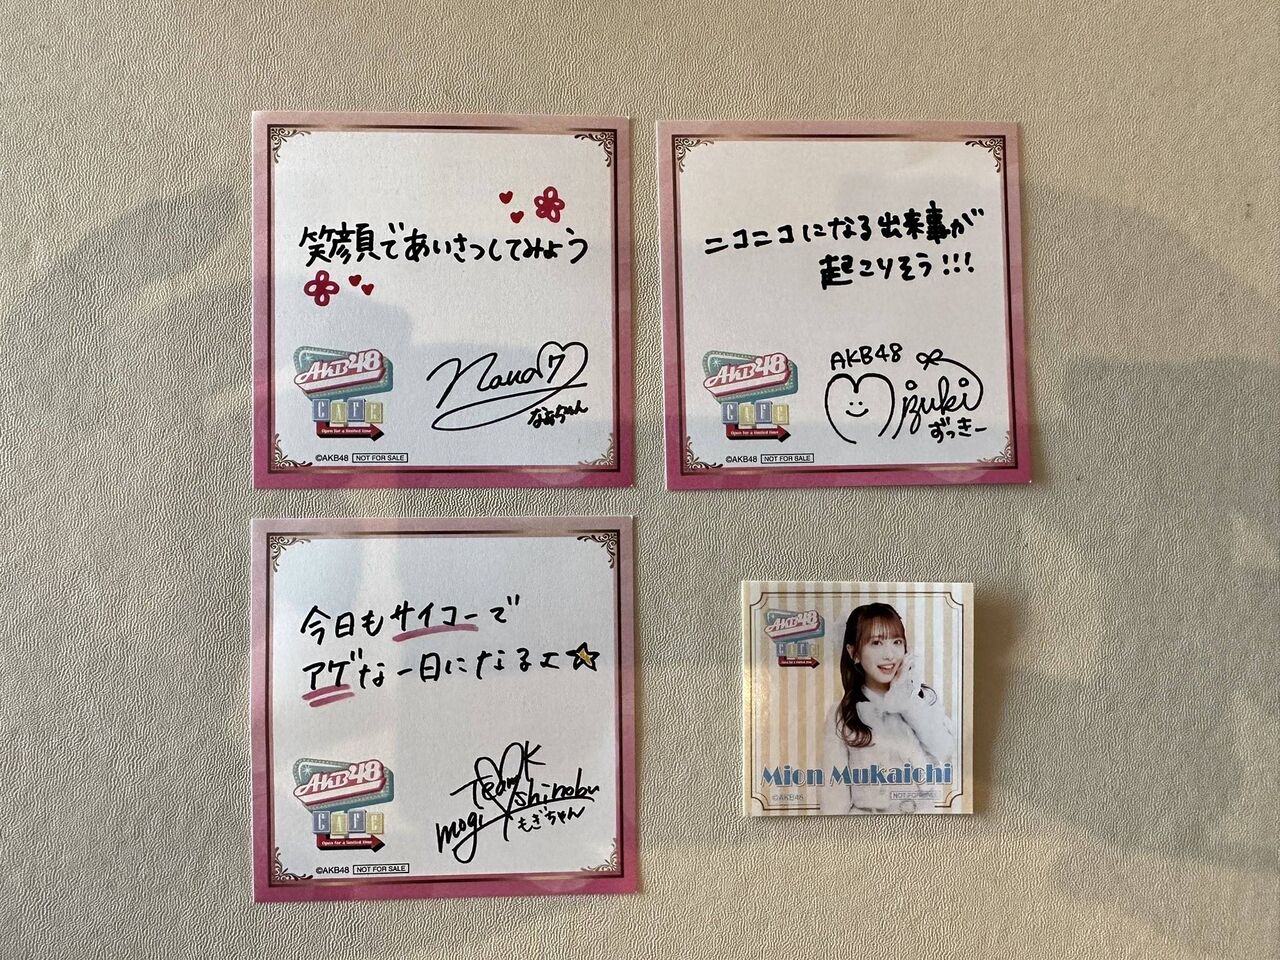 笑顔であいさつしてみよう
AKB48
CAFE
Open for a limited time
Nana
なぁちゃん
©AKB48 NOT FOR SALE
ニコニコになる出来事が
起こりそう!!!
AKB48
CAFE
Open for a limited time
AKB48
Mizuki
ずっきー
©AKB48 NOT FOR SALE
今日もサイコーで
アゲな一日になるよ
AKB48
CAFE
Open for a limited time
Team K
mogi Shinobu
もぎちゃん
©AKB48 NOT FOR SALE
AKB48
CAFE
Mion Mukaichi
©AKB48 NOT FOR SALE